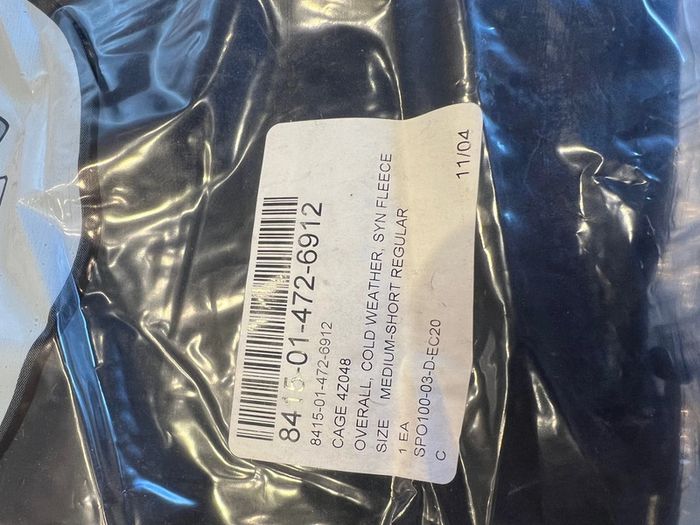 8415-01-472-6912
8415-01-472-6912
CAGE 4Z048
OVERALL, COLD WEATHER, SYN FLEECE
SIZE MEDIUM-SHORT REGULAR
1 EA
SPO100-03-D-EC20
C
11/04